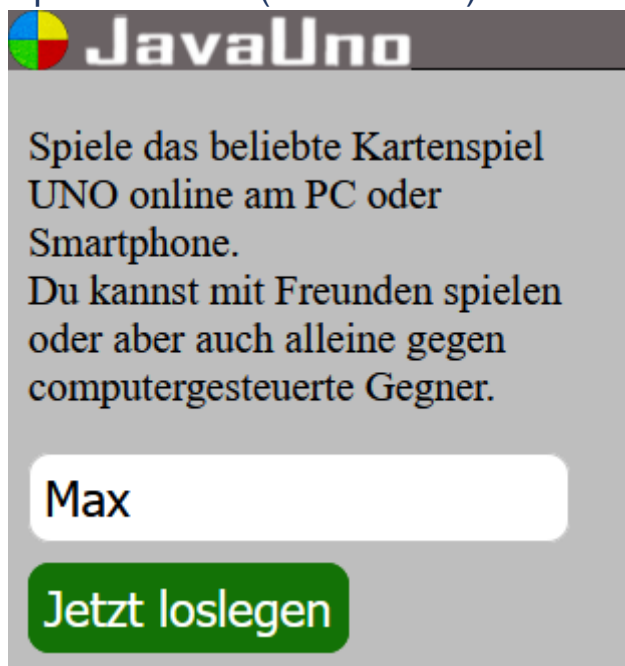 JavaUno
Spiele das beliebte Kartenspiel
UNO online am PC oder
Smartphone.
Du kannst mit Freunden spielen
oder aber auch alleine gegen
computergesteuerte Gegner.
Max
Jetzt loslegen